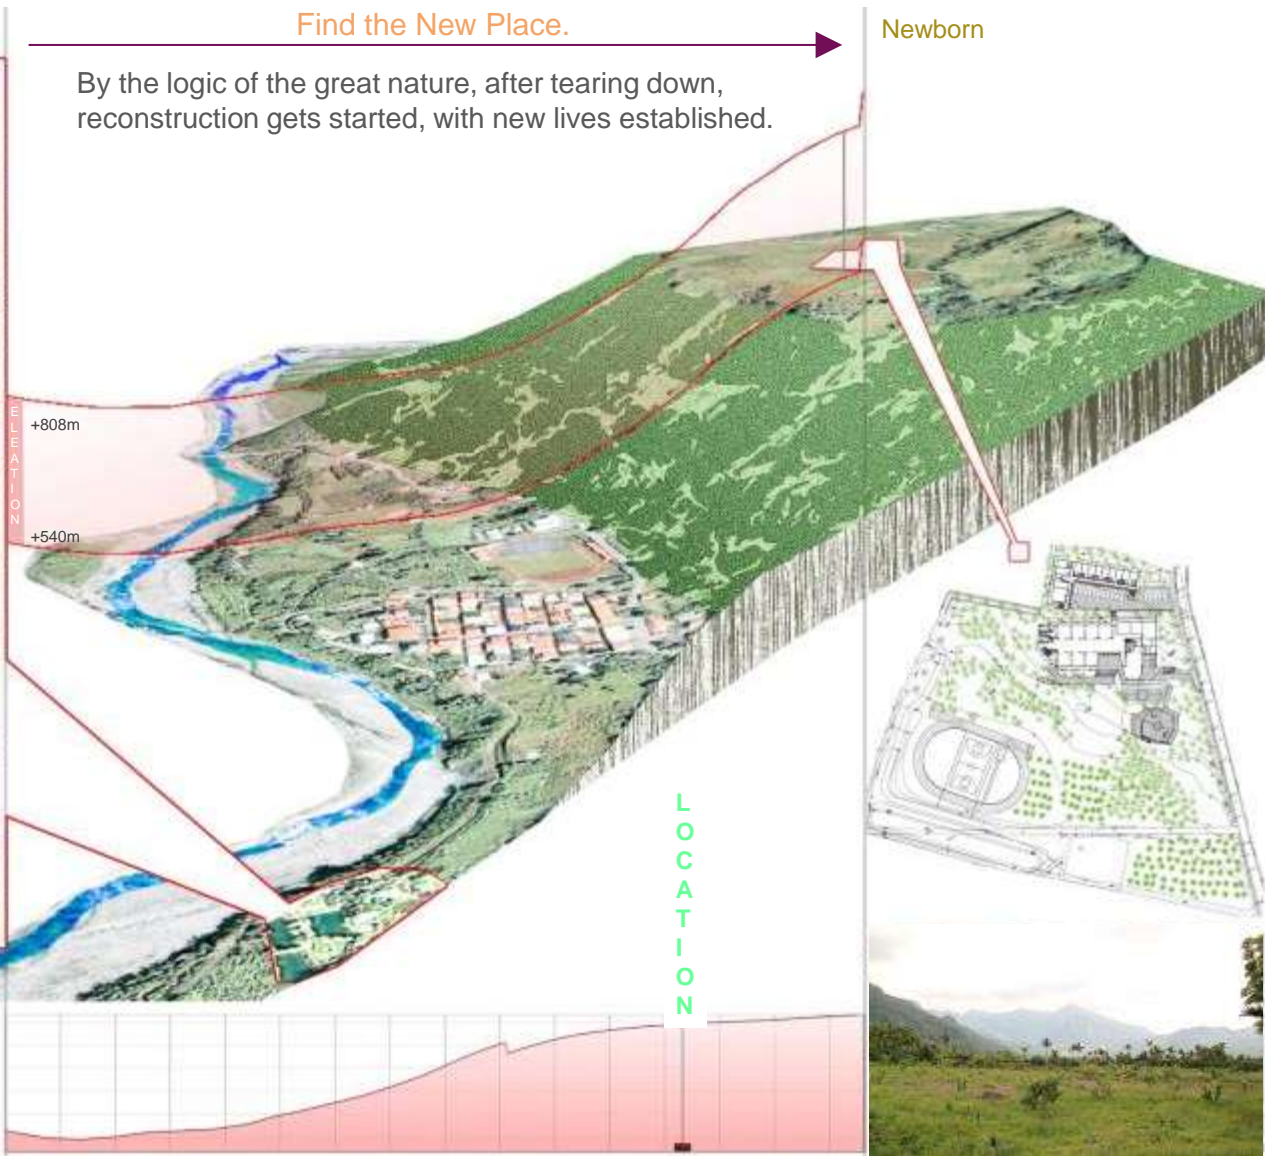 Find the New Place.
Newborn
By the logic of the great nature, after tearing down,
reconstruction gets started, with new lives established.
ELEATION
+808m
+540m
LOCATION